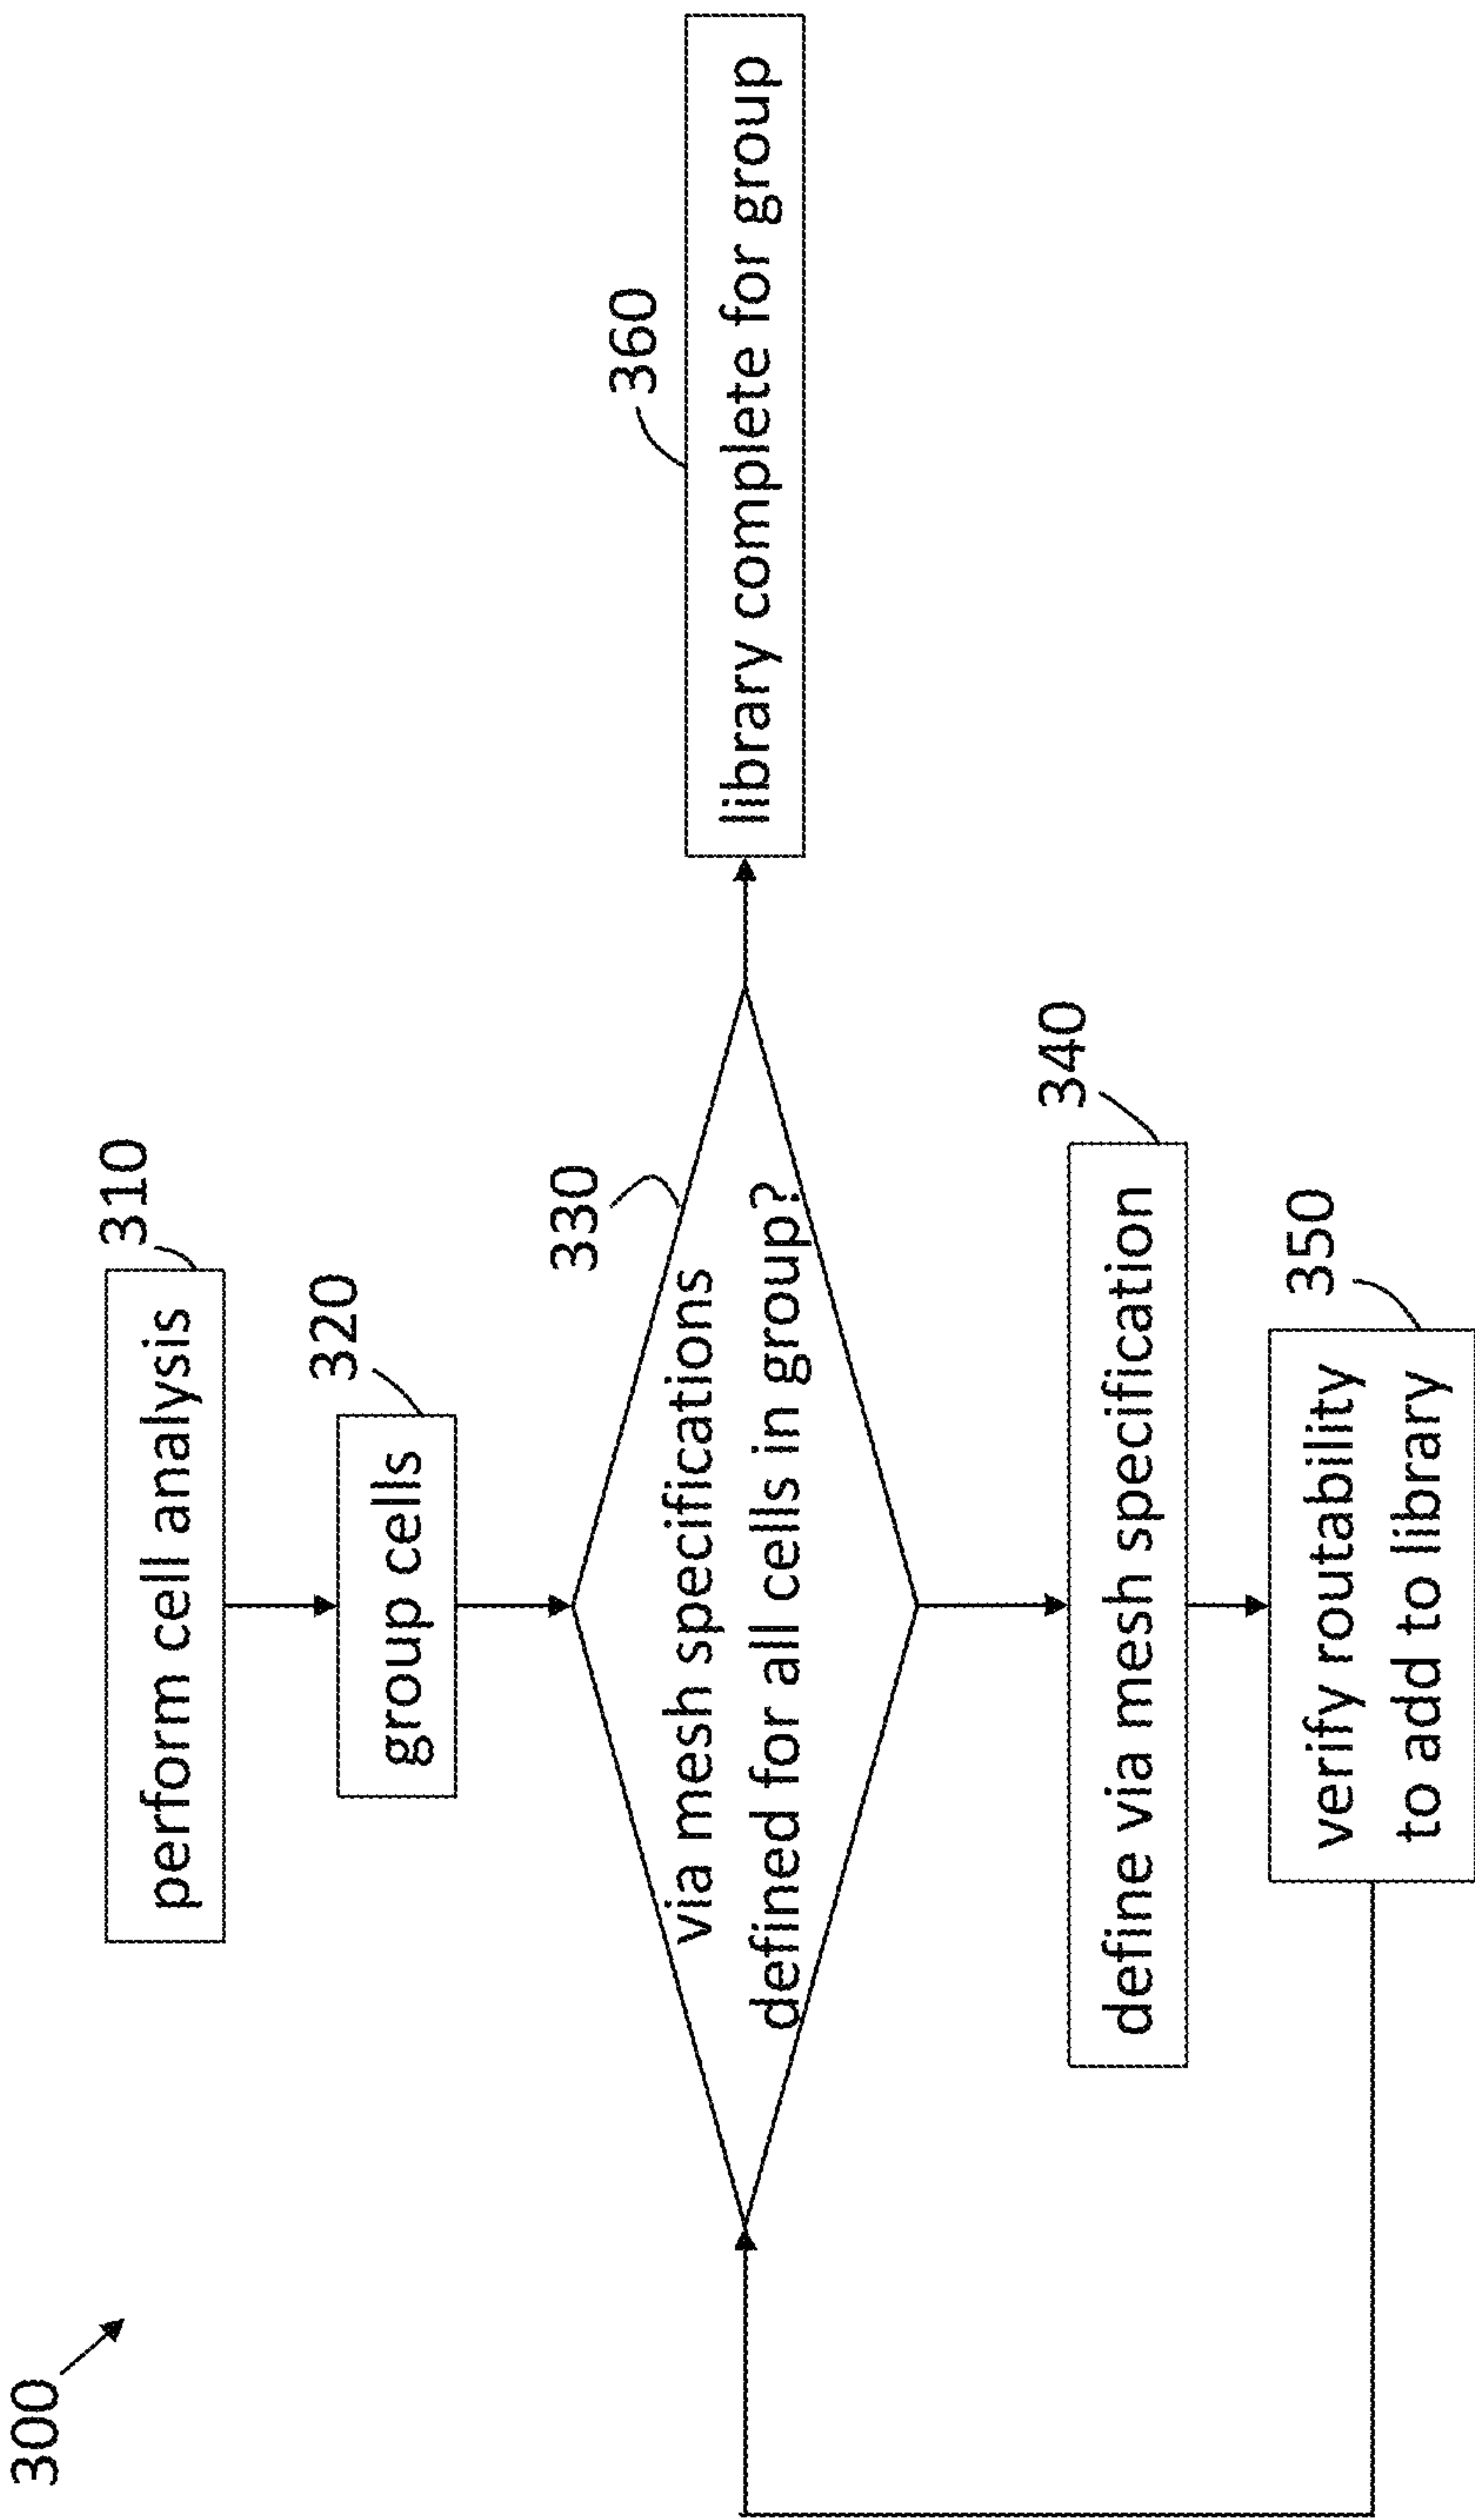 300
310
perform cell analysis
320
group cells
330
via mesh specifications
defined for all cells in group?
360
library complete for group
340
define via mesh specification
350
verify routability
to add to library